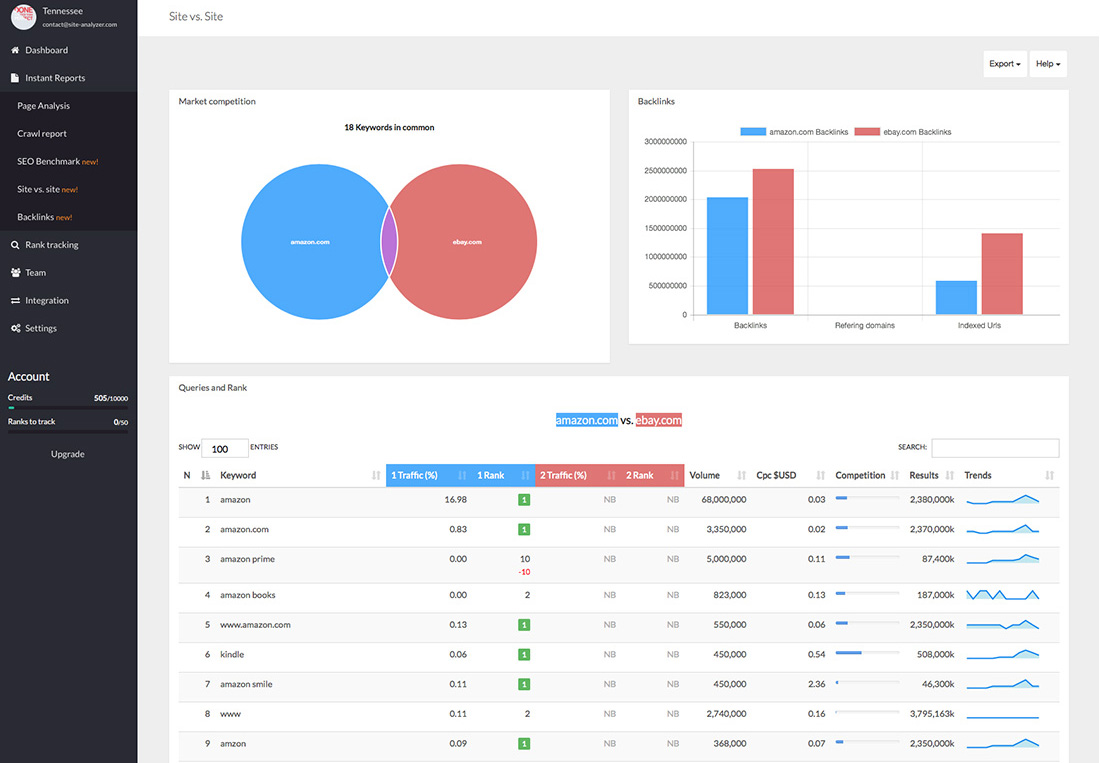 Tennessee
contact@site-analyzer.com
Dashboard
Instant Reports
Page Analysis
Crawl report
SEO Benchmark new!
Site vs. site new!
Backlinks new!
Rank tracking
Team
Integration
Settings
Account
Credits 505/10000
Ranks to track 0/50
Upgrade
Site vs. Site
Export Help
Market competition
18 Keywords in common
amazon.com ebay.com
Backlinks
amazon.com Backlinks ebay.com Backlinks
3000000000
2500000000
2000000000
1500000000
1000000000
500000000
0
Backlinks Refering domains Indexed Urls
Queries and Rank
amazon.com vs. ebay.com
SHOW 100 ENTRIES SEARCH:
N Keyword 1 Traffic (%) 1 Rank 2 Traffic (%) 2 Rank Volume Cpc $USD Competition Results Trends
1 amazon 16.98 1 NB NB 68,000,000 0.03 2,380,000k
2 amazon.com 0.83 1 NB NB 3,350,000 0.02 2,370,000k
3 amazon prime 0.00 10 NB NB 5,000,000 0.11 87,400k
-10
4 amazon books 0.00 2 NB NB 823,000 0.13 187,000k
5 www.amazon.com 0.13 1 NB NB 550,000 0.06 2,350,000k
6 kindle 0.06 1 NB NB 450,000 0.54 508,000k
7 amazon smile 0.11 1 NB NB 450,000 2.36 46,300k
8 www 0.11 2 NB NB 2,740,000 0.16 3,795,163k
9 amzon 0.09 1 NB NB 368,000 0.07 2,350,000k